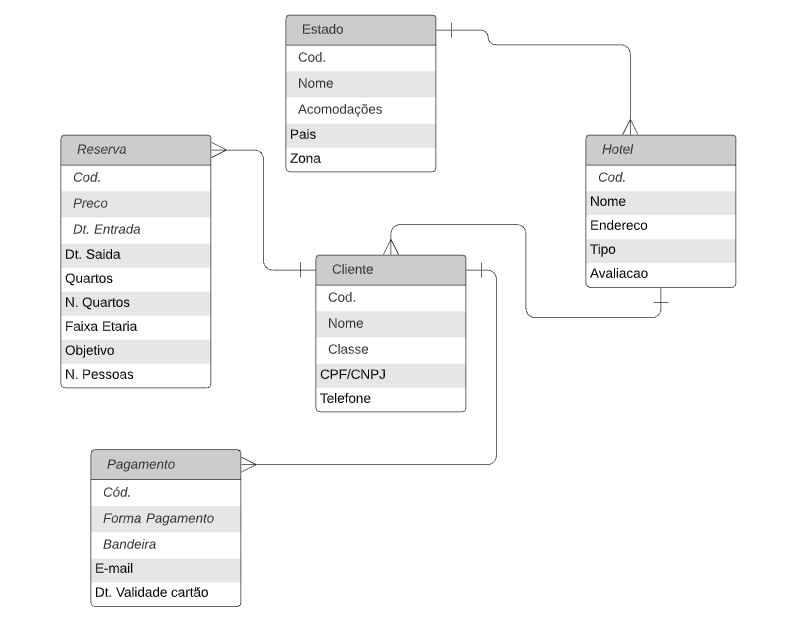 Estado
Cod.
Nome
Acomodações
Pais
Zona
Reserva
Cod.
Preco
Dt. Entrada
Dt. Saida
Quartos
N. Quartos
Faixa Etaria
Objetivo
N. Pessoas
Hotel
Cod.
Nome
Endereco
Tipo
Avaliacao
Cliente
Cod.
Nome
Classe
CPF/CNPJ
Telefone
Pagamento
Cód.
Forma Pagamento
Bandeira
E-mail
Dt. Validade cartão